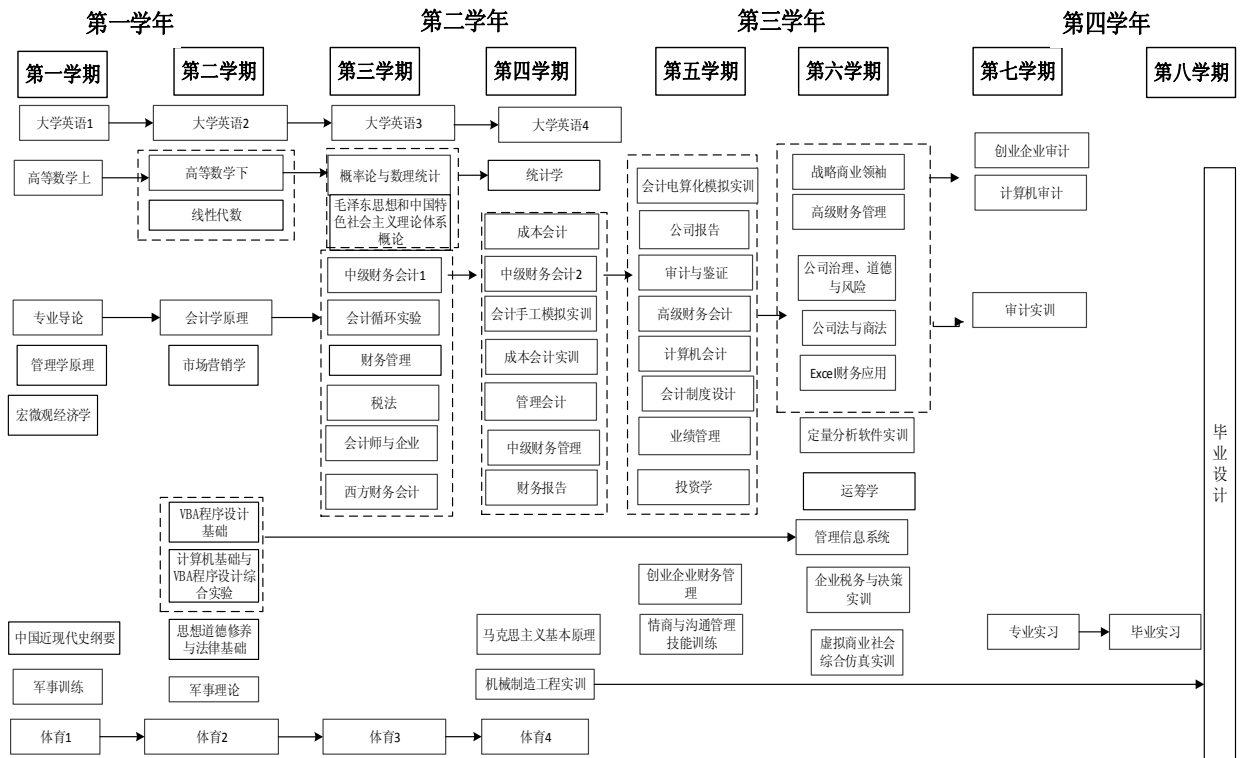 第一学年
第二学年
第三学年
第四学年
第一学期
第二学期
第三学期
第四学期
第五学期
第六学期
第七学期
第八学期
大学英语1
大学英语2
大学英语3
大学英语4
高等数学上
高等数学下
线性代数
概率论与数理统计
毛泽东思想和中国特
色社会主义理论体系
概论
统计学
会计电算化模拟实训
战略商业领袖
高级财务管理
创业企业审计
计算机审计
专业导论
管理学原理
宏微观经济学
会计学原理
市场营销学
中级财务会计1
会计循环实验
财务管理
税法
会计师与企业
西方财务会计
成本会计
中级财务会计2
会计手工模拟实训
成本会计实训
管理会计
中级财务管理
财务报告
公司报告
审计与鉴证
高级财务会计
计算机会计
会计制度设计
业绩管理
投资学
公司治理、道德
与风险
公司法与商法
Excel财务应用
定量分析软件实训
运筹学
审计实训
VBA程序设计
基础
计算机基础与
VBA程序设计综
合实验
管理信息系统
创业企业财务管
理
企业税务与决策
实训
中国近现代史纲要
思想道德修养
与法律基础
马克思主义基本原理
情商与沟通管理
技能训练
虚拟商业社会
综合仿真实训
专业实习
毕业实习
军事训练
军事理论
机械制造工程实训
体育1
体育2
体育3
体育4
毕
业
设
计